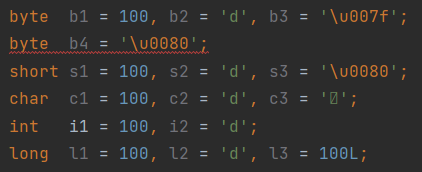 byte  b1 = 100, b2 = 'd', b3 = '\u007f';
byte  b4 = '\u0080';
short s1 = 100, s2 = 'd', s3 = '\u0080';
char  c1 = 100, c2 = 'd', c3 = '';
int   i1 = 100, i2 = 'd';
long  l1 = 100, l2 = 'd', l3 = 100L;